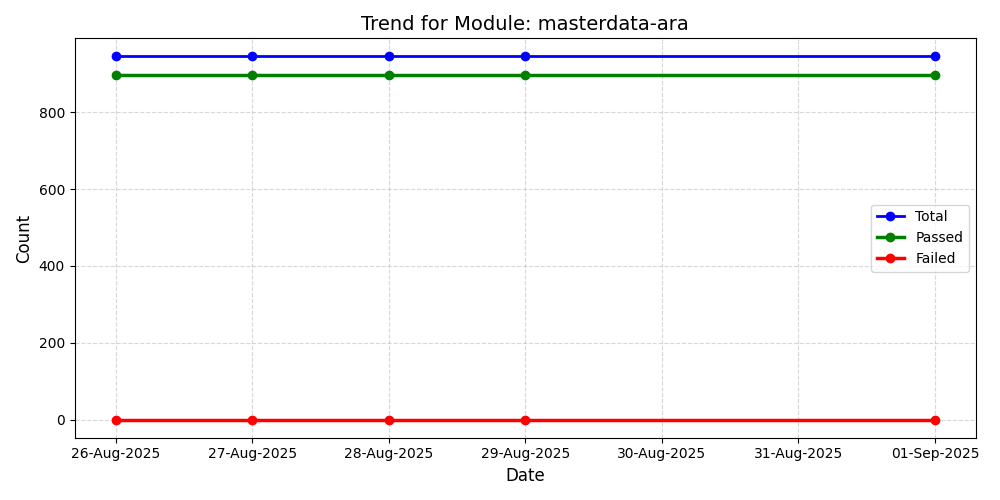 Trend for Module: masterdata-ara
Count
800
600
400
200
0
Total
Passed
Failed
26-Aug-2025 27-Aug-2025 28-Aug-2025 29-Aug-2025 30-Aug-2025 31-Aug-2025 01-Sep-2025
Date